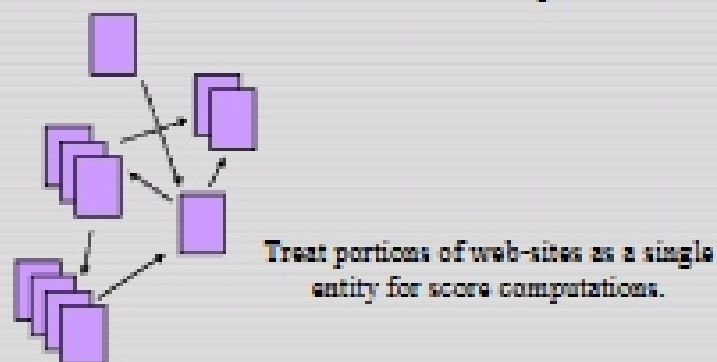 Treat portions of web-sites as a single
entity for score computations.